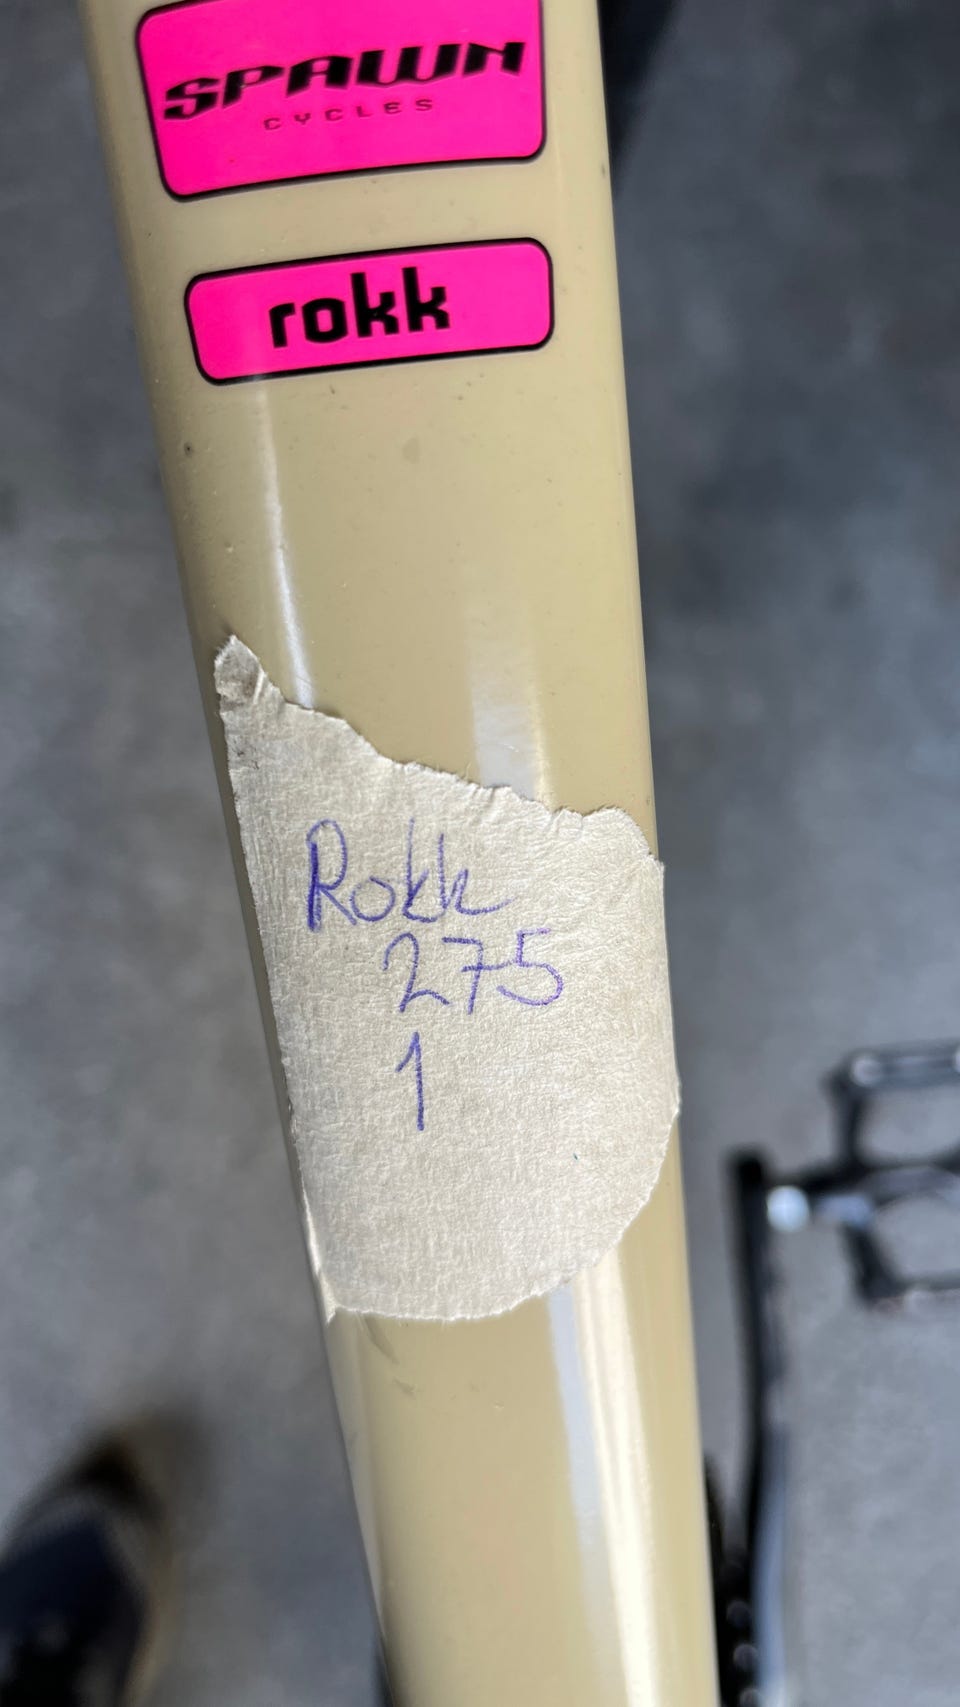 SPAWN
CYCLES
rokk
Rokk
275
1